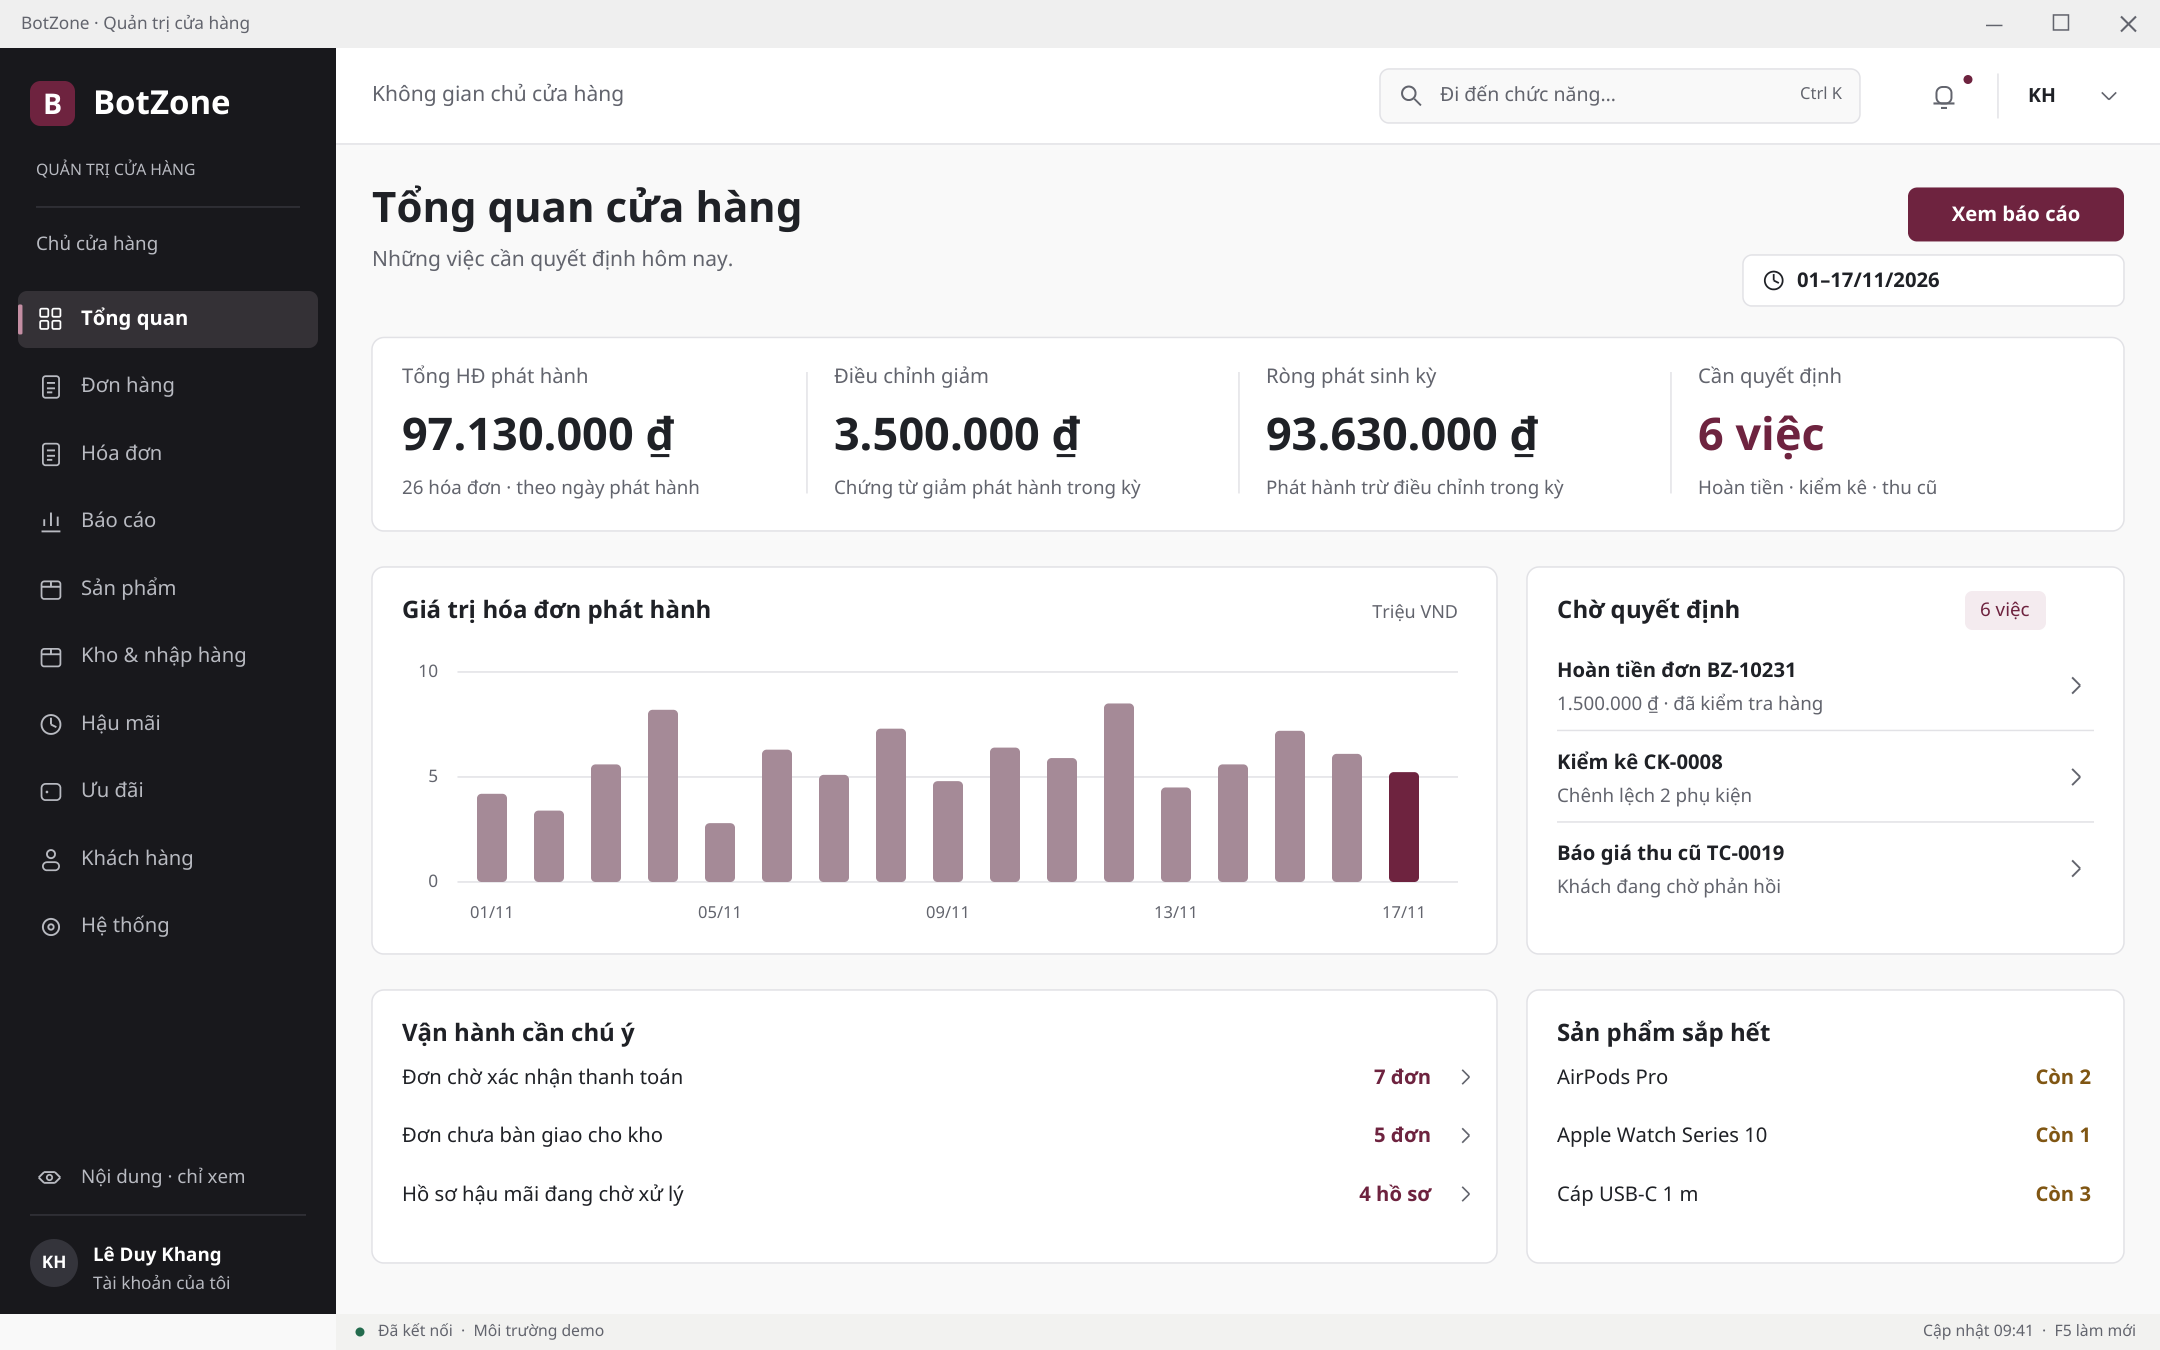 BotZone · Quản trị cửa hàng
B BotZone
QUẢN TRỊ CỬA HÀNG
Chủ cửa hàng
Tổng quan
Đơn hàng
Hóa đơn
Báo cáo
Sản phẩm
Kho & nhập hàng
Hậu mãi
Ưu đãi
Khách hàng
Hệ thống
Nội dung · chỉ xem
KH
Lê Duy Khang
Tài khoản của tôi
Không gian chủ cửa hàng
Đi đến chức năng...
Ctrl K
KH
Tổng quan cửa hàng
Những việc cần quyết định hôm nay.
Xem báo cáo
01–17/11/2026
Tổng HĐ phát hành
97.130.000 ₫
26 hóa đơn · theo ngày phát hành
Điều chỉnh giảm
3.500.000 ₫
Chứng từ giảm phát hành trong kỳ
Ròng phát sinh kỳ
93.630.000 ₫
Phát hành trừ điều chỉnh trong kỳ
Cần quyết định
6 việc
Hoàn tiền · kiểm kê · thu cũ
Giá trị hóa đơn phát hành
Triệu VND
10
5
0
01/11
05/11
09/11
13/11
17/11
Chờ quyết định
6 việc
Hoàn tiền đơn BZ-10231
1.500.000 ₫ · đã kiểm tra hàng
Kiểm kê CK-0008
Chênh lệch 2 phụ kiện
Báo giá thu cũ TC-0019
Khách đang chờ phản hồi
Vận hành cần chú ý
Đơn chờ xác nhận thanh toán
7 đơn
Đơn chưa bàn giao cho kho
5 đơn
Hồ sơ hậu mãi đang chờ xử lý
4 hồ sơ
Sản phẩm sắp hết
AirPods Pro
Còn 2
Apple Watch Series 10
Còn 1
Cáp USB-C 1 m
Còn 3
Đã kết nối · Môi trường demo
Cập nhật 09:41 · F5 làm mới